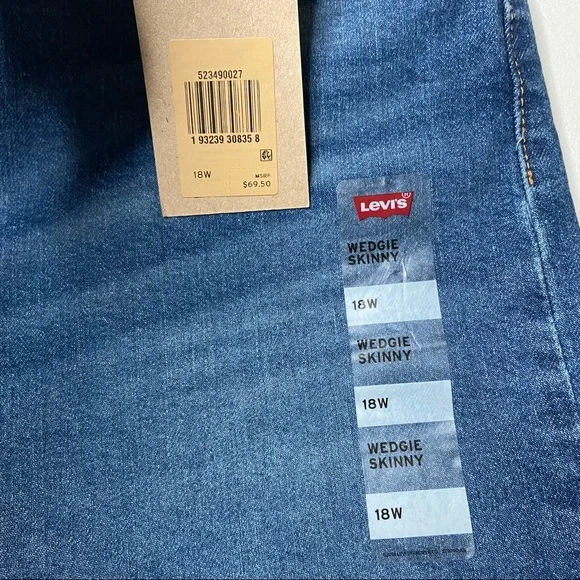 523490027
1 93239 30835 8
18W
MSRP
$69.50
LEVI'S
WEDGIE
SKINNY
18W
WEDGIE
SKINNY
18W
WEDGIE
SKINNY
18W